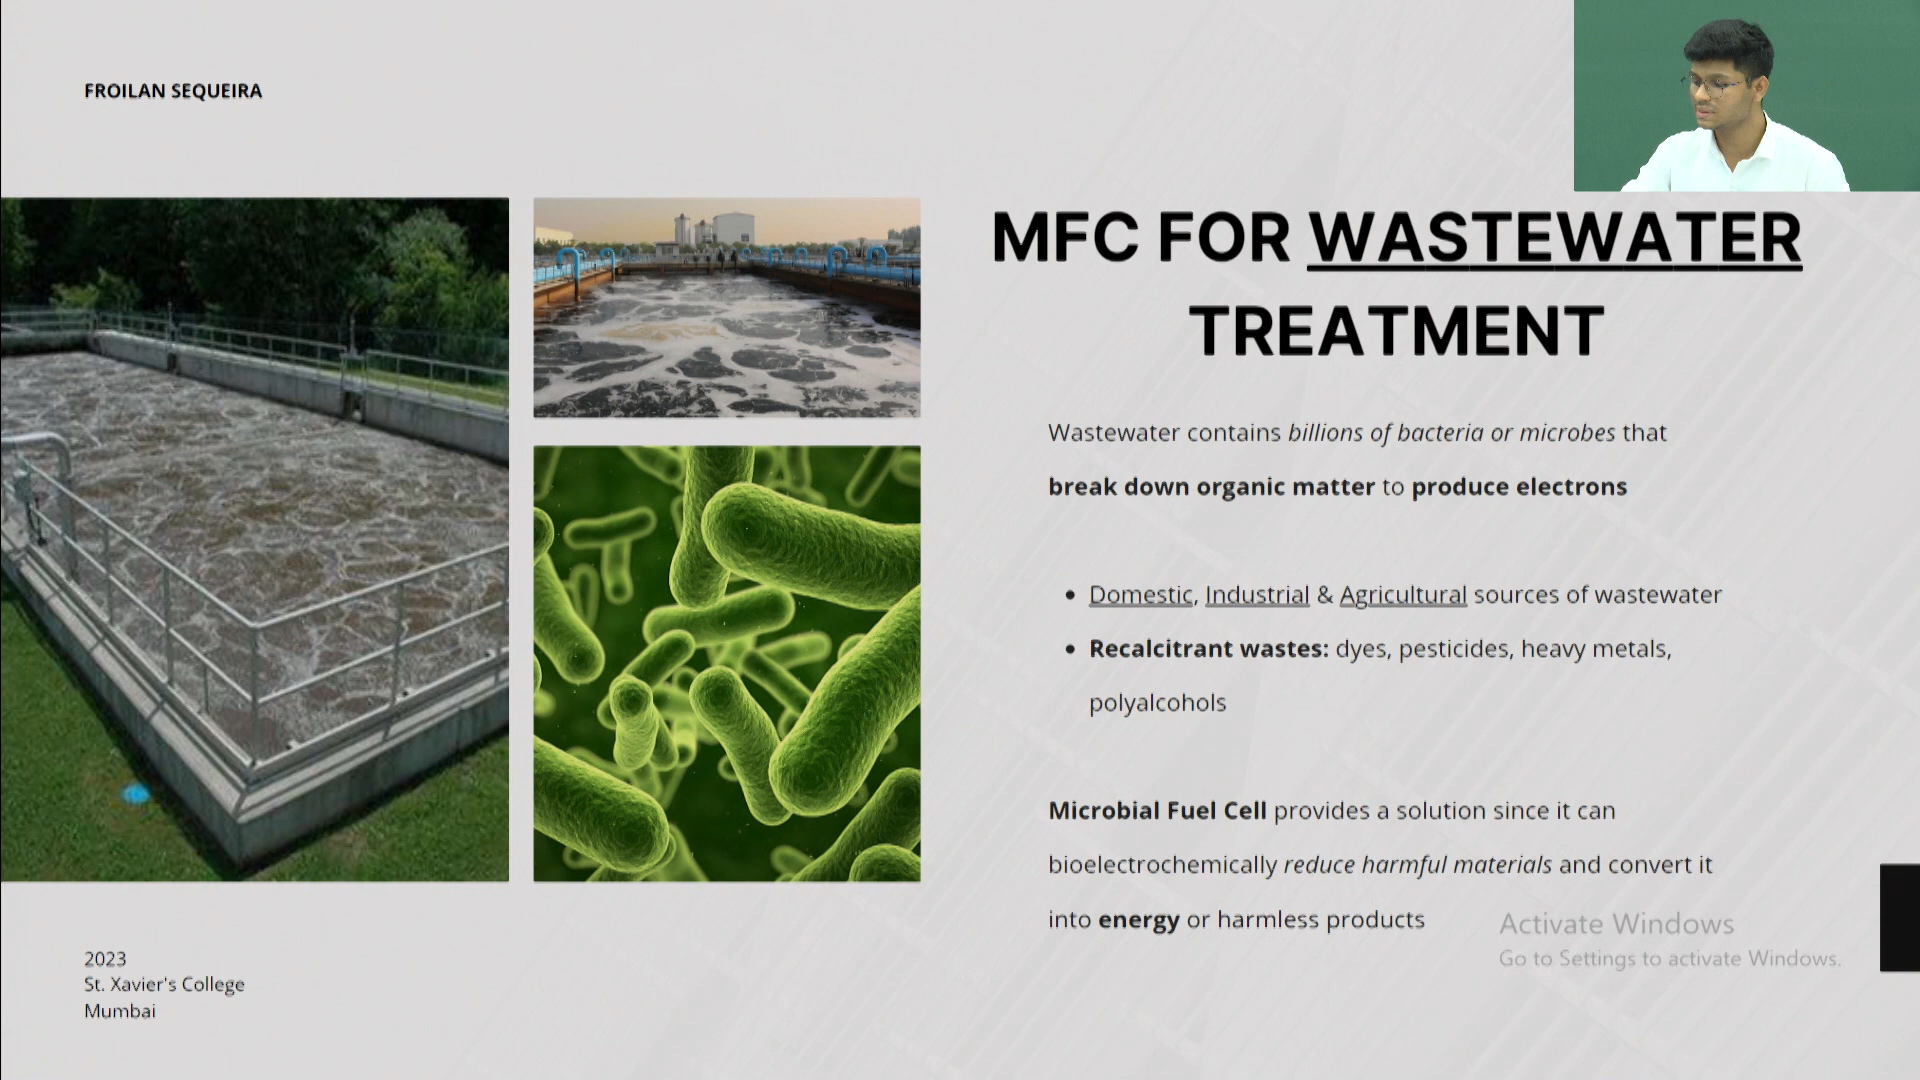 FROILAN SEQUEIRA
MFC FOR WASTEWATER
TREATMENT
Wastewater contains billions of bacteria or microbes that
break down organic matter to produce electrons
• Domestic, Industrial & Agricultural sources of wastewater
• Recalcitrant wastes: dyes, pesticides, heavy metals,
polyalcohols
Microbial Fuel Cell provides a solution since it can
bioelectrochemically reduce harmful materials and convert it
into energy or harmless products
Activate Windows
Go to Settings to activate Windows.
2023
St. Xavier's College
Mumbai